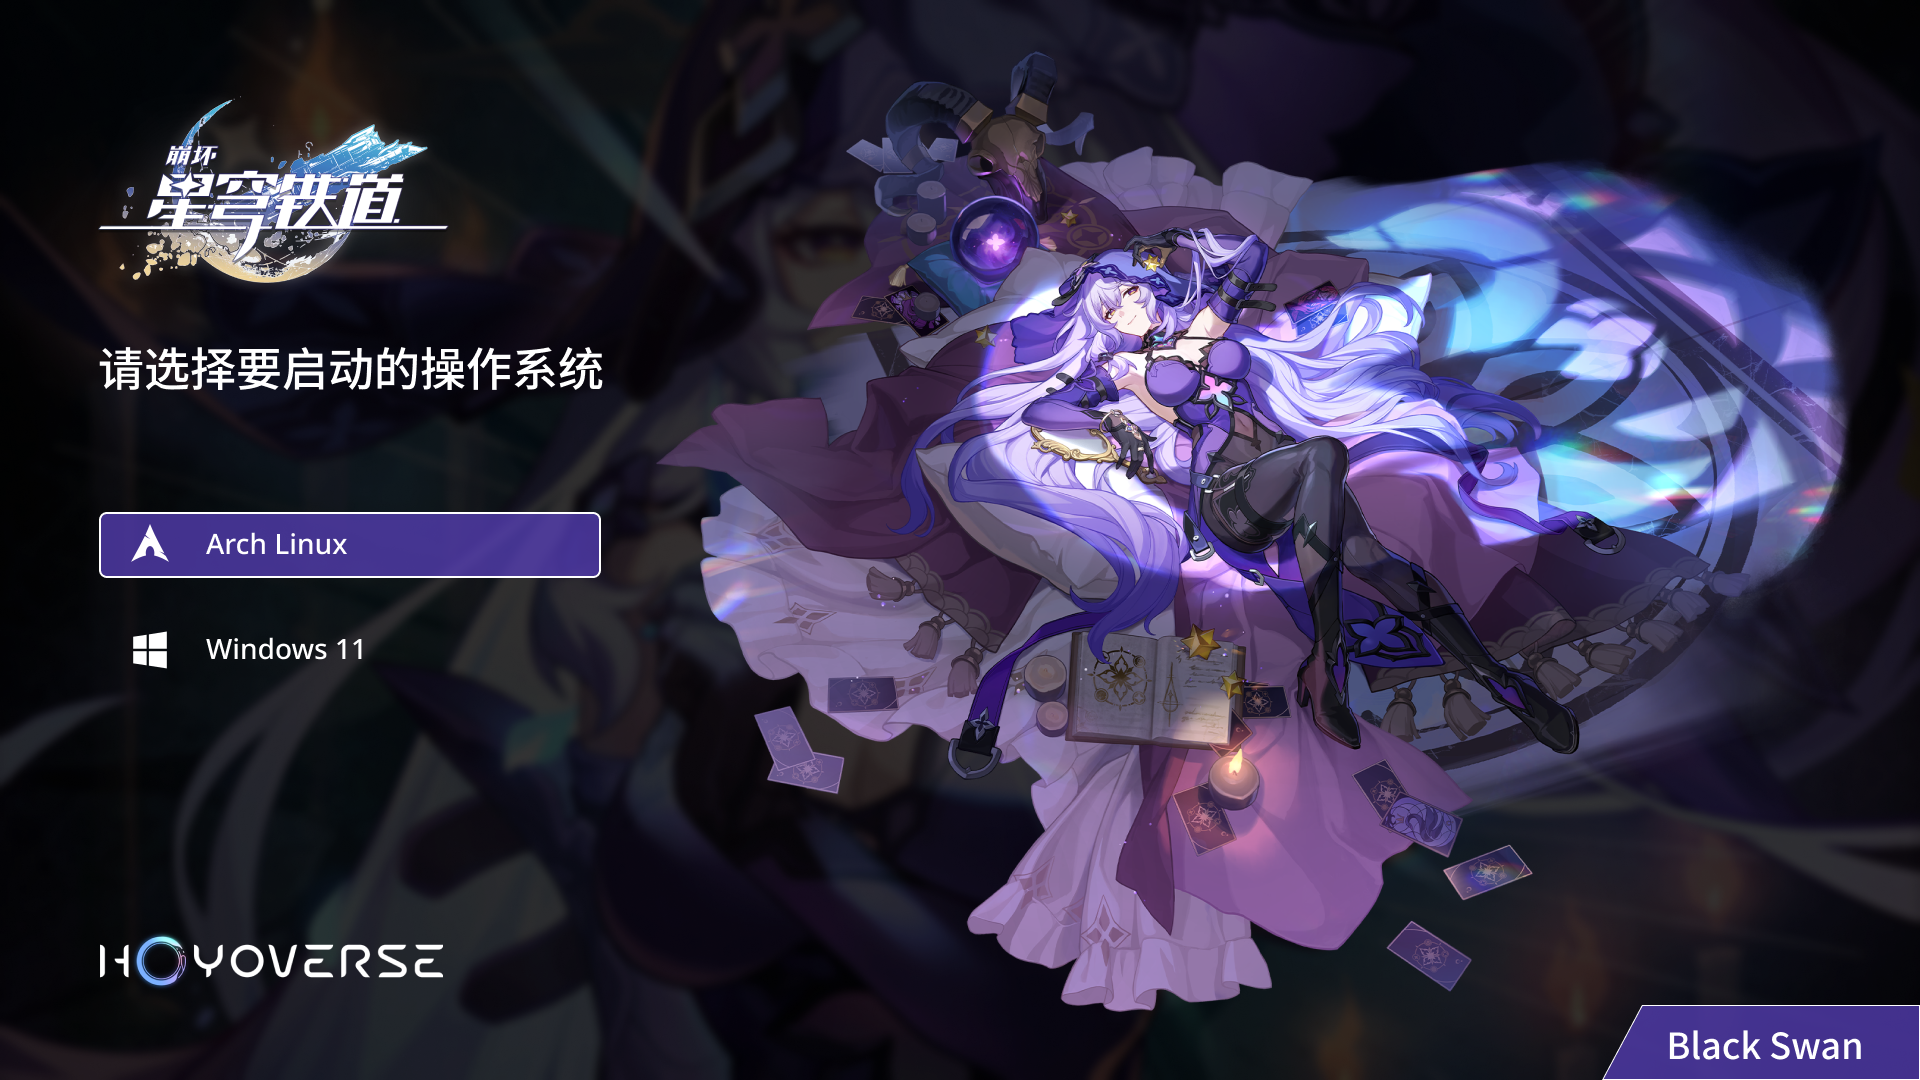 崩坏
星穹铁道
请选择要启动的操作系统
Arch Linux
Windows 11
HOYOVERSE
Black Swan